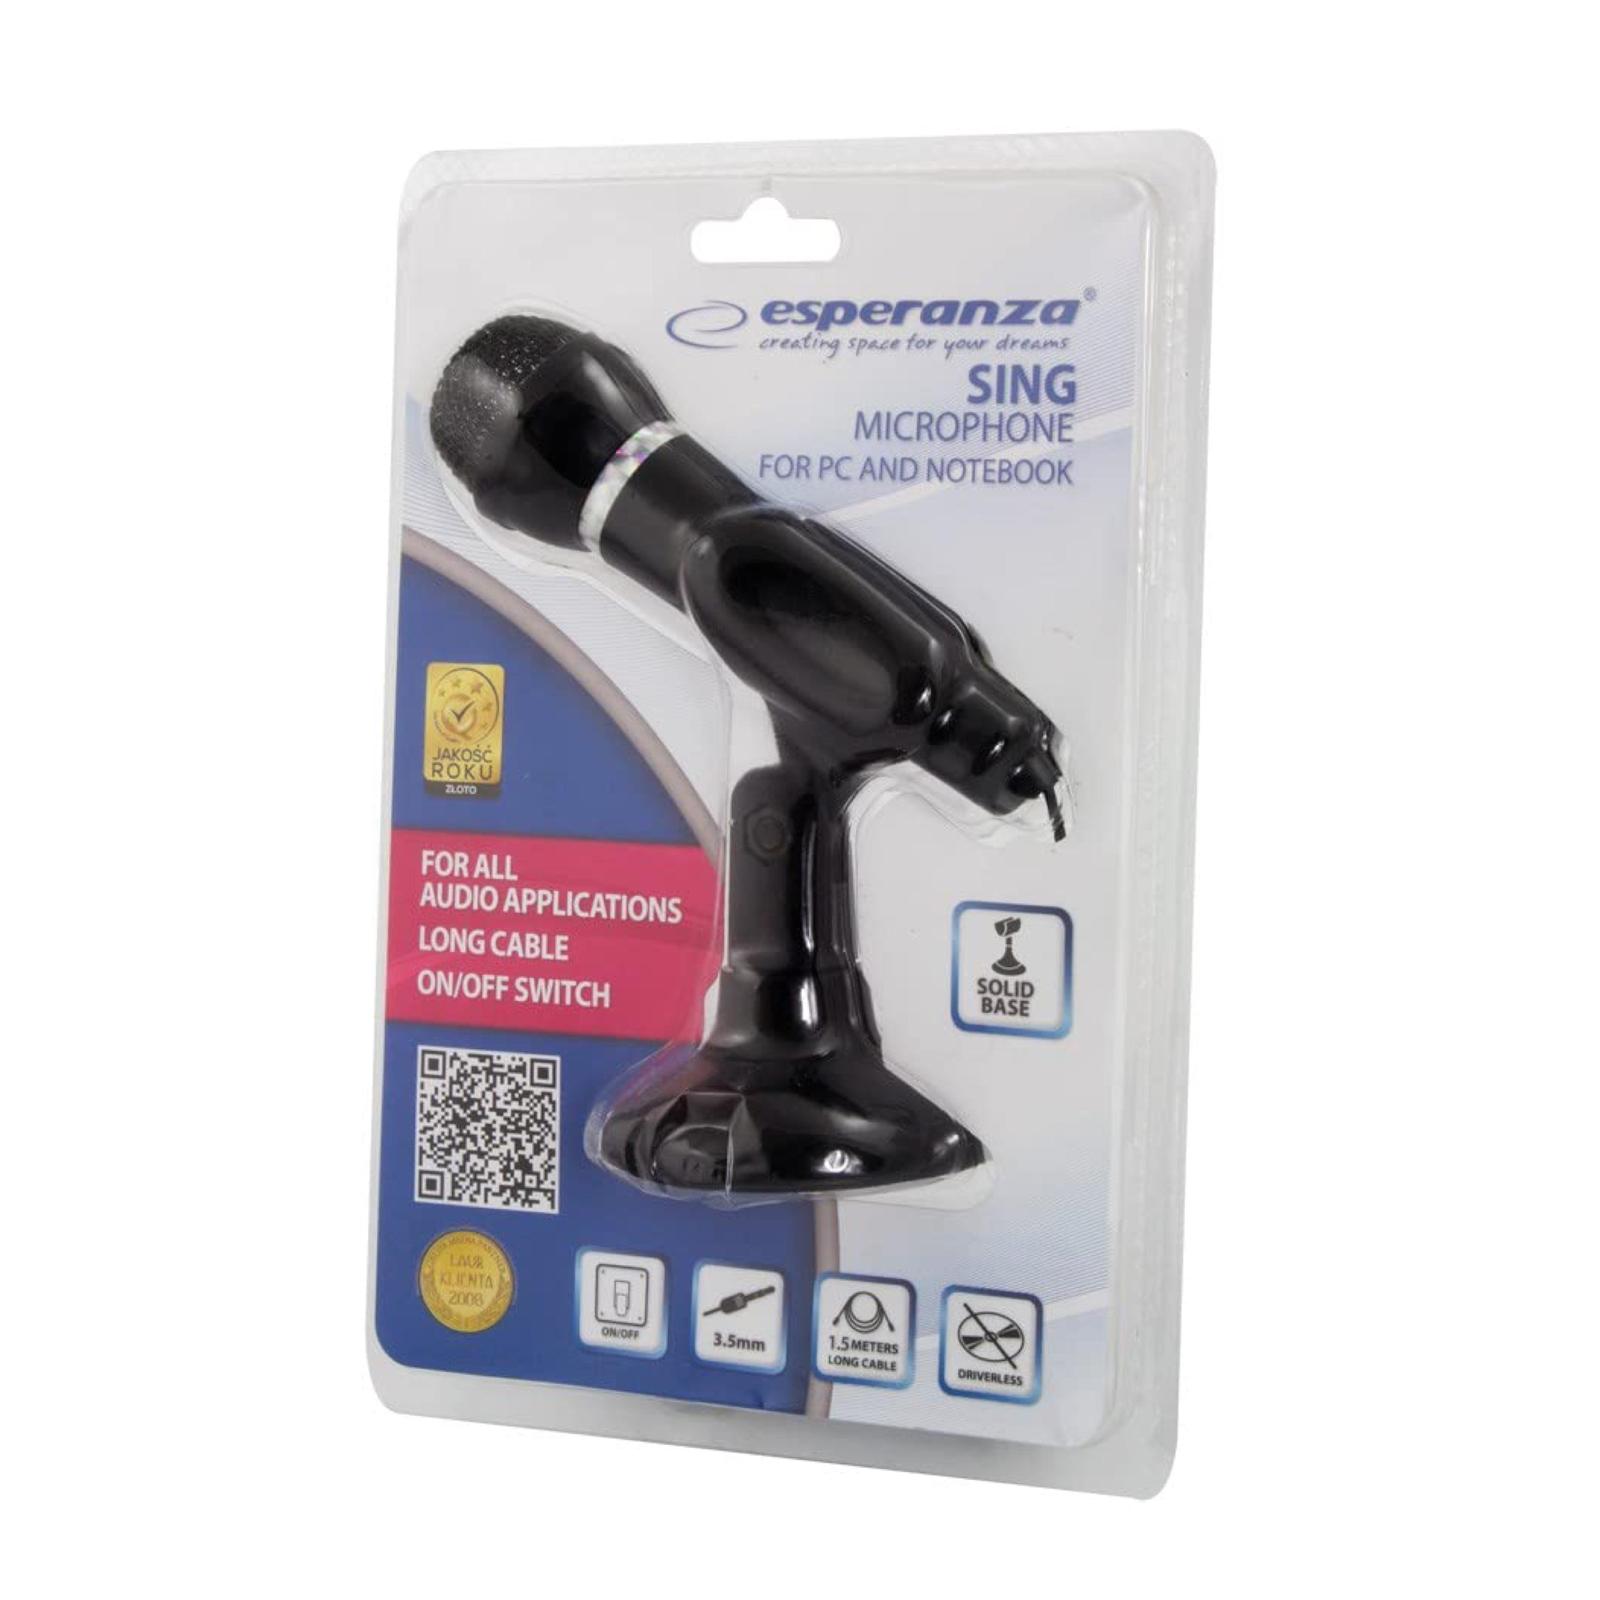 esperanza®
creating space for your dreams
SING
MICROPHONE
FOR PC AND NOTEBOOK
JAKOŚĆ
ROKU
ZŁOTO
FOR ALL
AUDIO APPLICATIONS
LONG CABLE
ON/OFF SWITCH
SOLID
BASE
LAUR
KLIENTA
2008
ON/OFF
3.5mm
1.5 METERS
LONG CABLE
DRIVERLESS